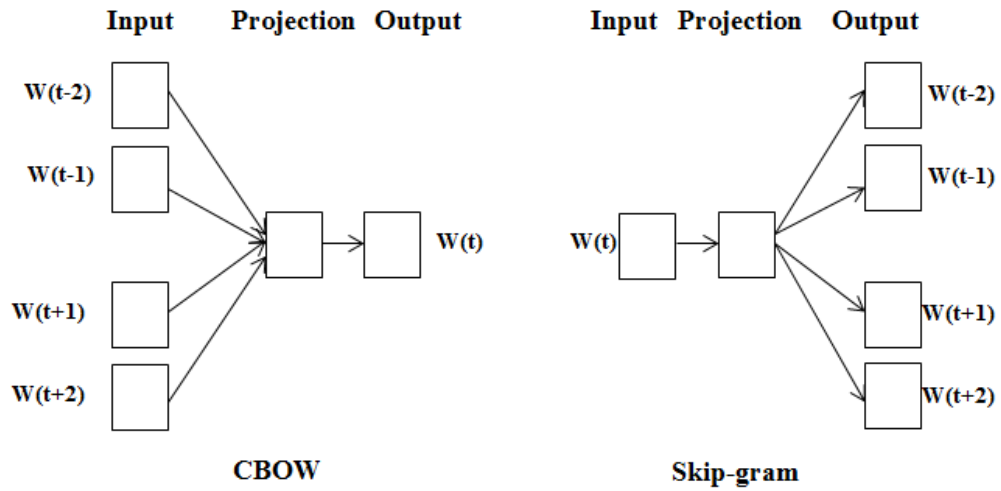 Input Projection Output
W(t-2)
W(t-1)
W(t)
W(t+1)
W(t+2)
CBOW
Input Projection Output
W(t-2)
W(t-1)
W(t)
W(t+1)
W(t+2)
Skip-gram